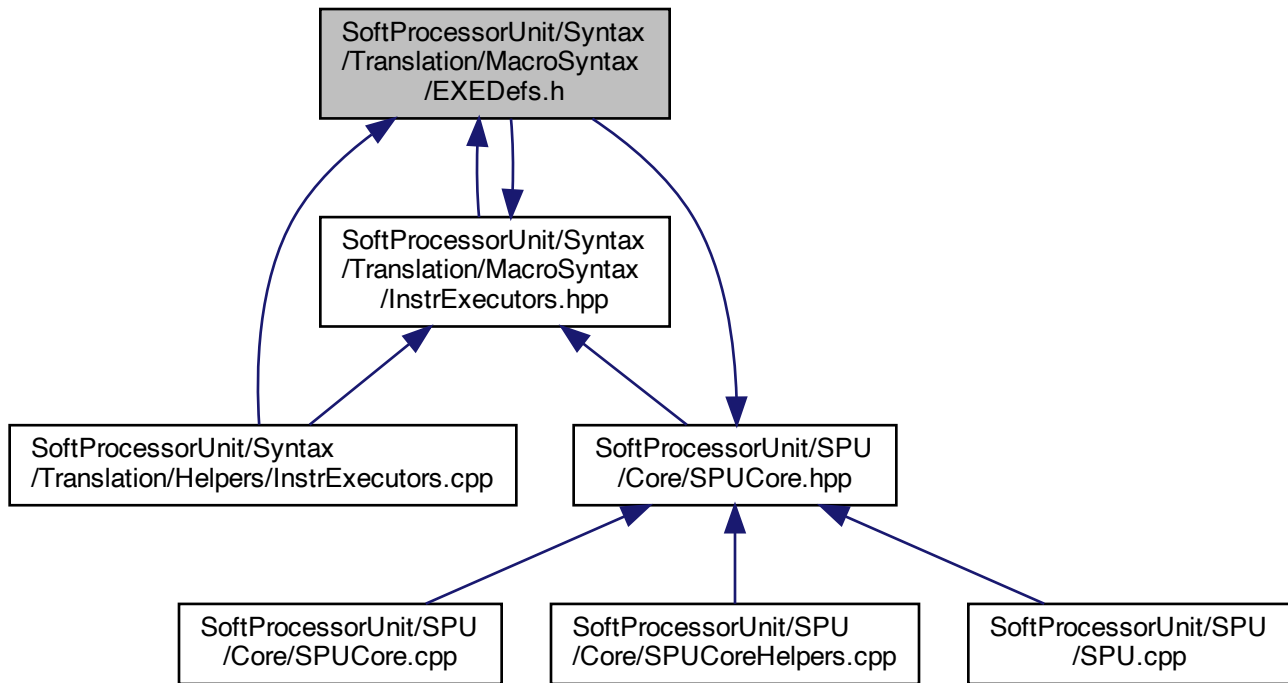 SoftProcessorUnit/Syntax
/Translation/MacroSyntax
/EXEDefs.h
SoftProcessorUnit/Syntax
/Translation/MacroSyntax
/InstrExecutors.hpp
SoftProcessorUnit/Syntax
/Translation/Helpers/InstrExecutors.cpp
SoftProcessorUnit/SPU
/Core/SPUCore.hpp
SoftProcessorUnit/SPU
/Core/SPUCore.cpp
SoftProcessorUnit/SPU
/Core/SPUCoreHelpers.cpp
SoftProcessorUnit/SPU
/SPU.cpp